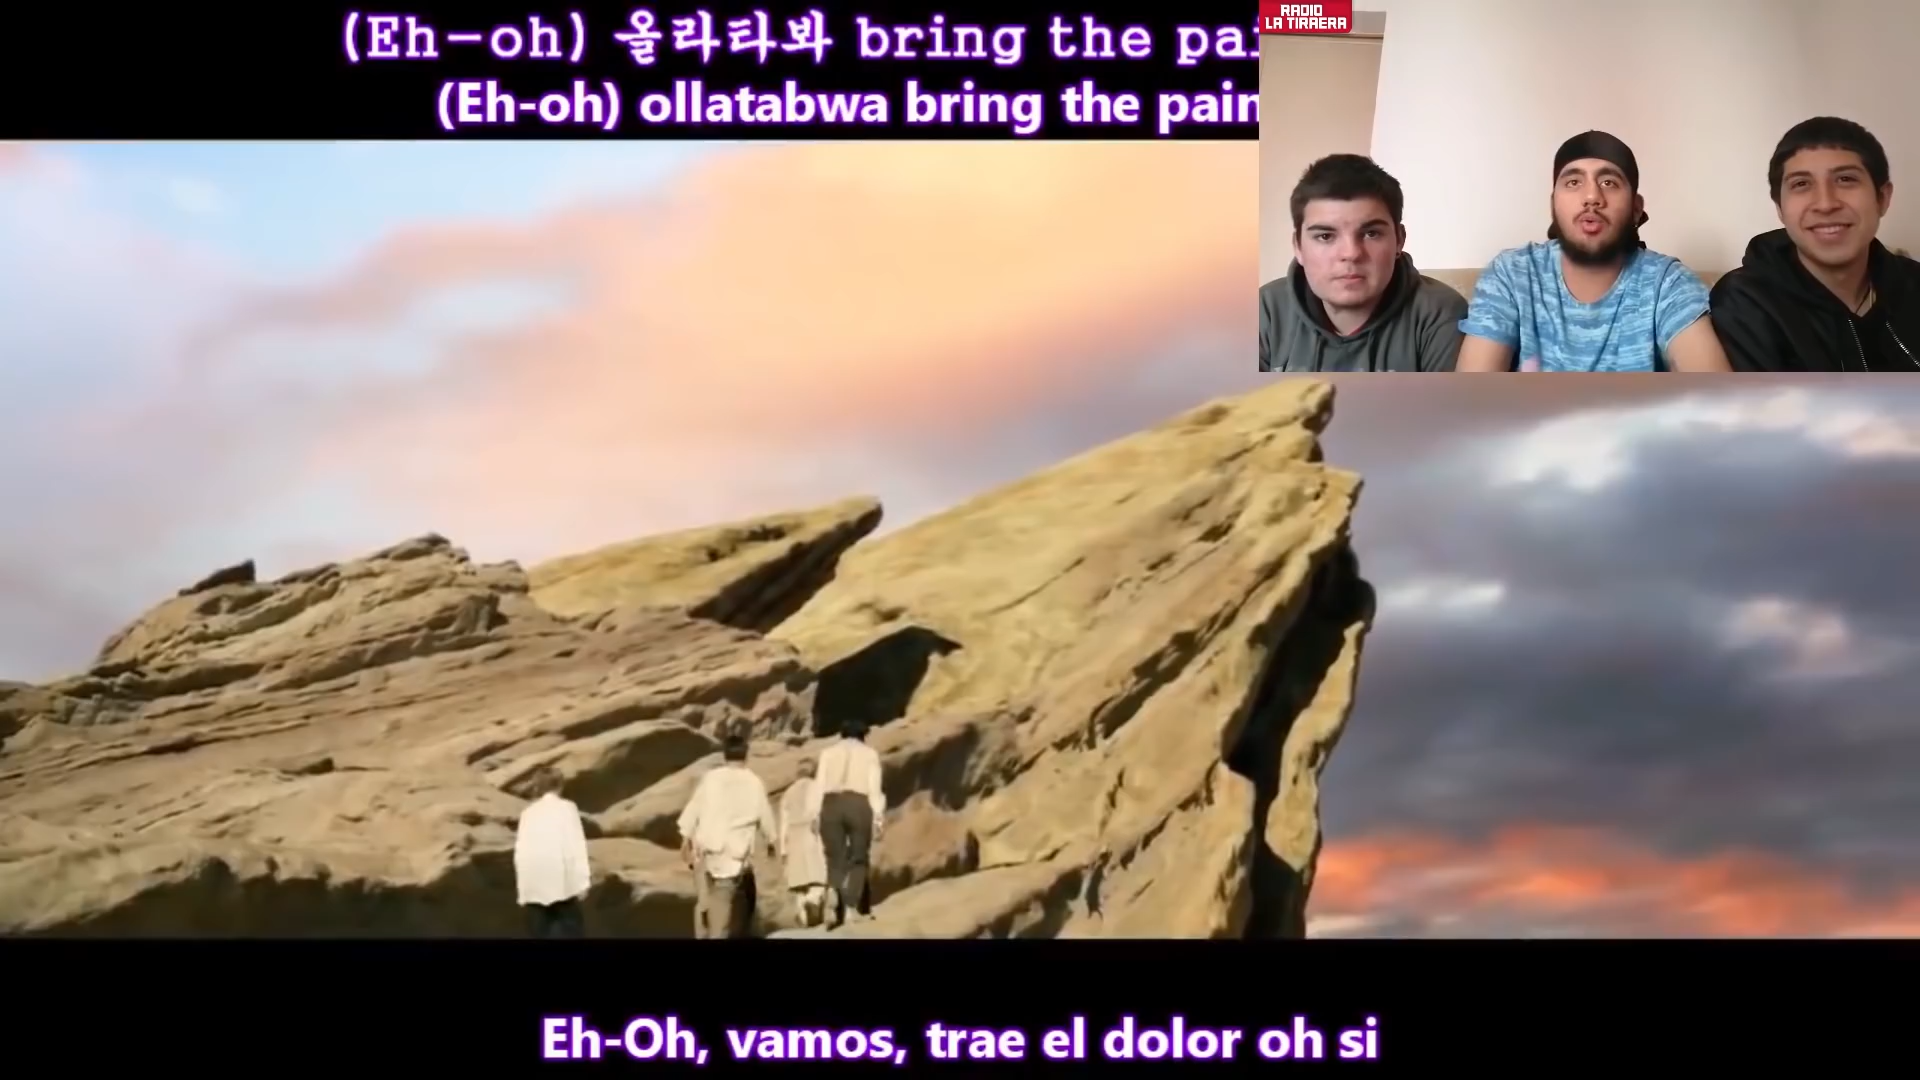 (Eh-oh) 올라타봐 bring the pai
(Eh-oh) ollatabwa bring the pain
RADIO
LA TIRAERA
Eh-Oh, vamos, trae el dolor oh si